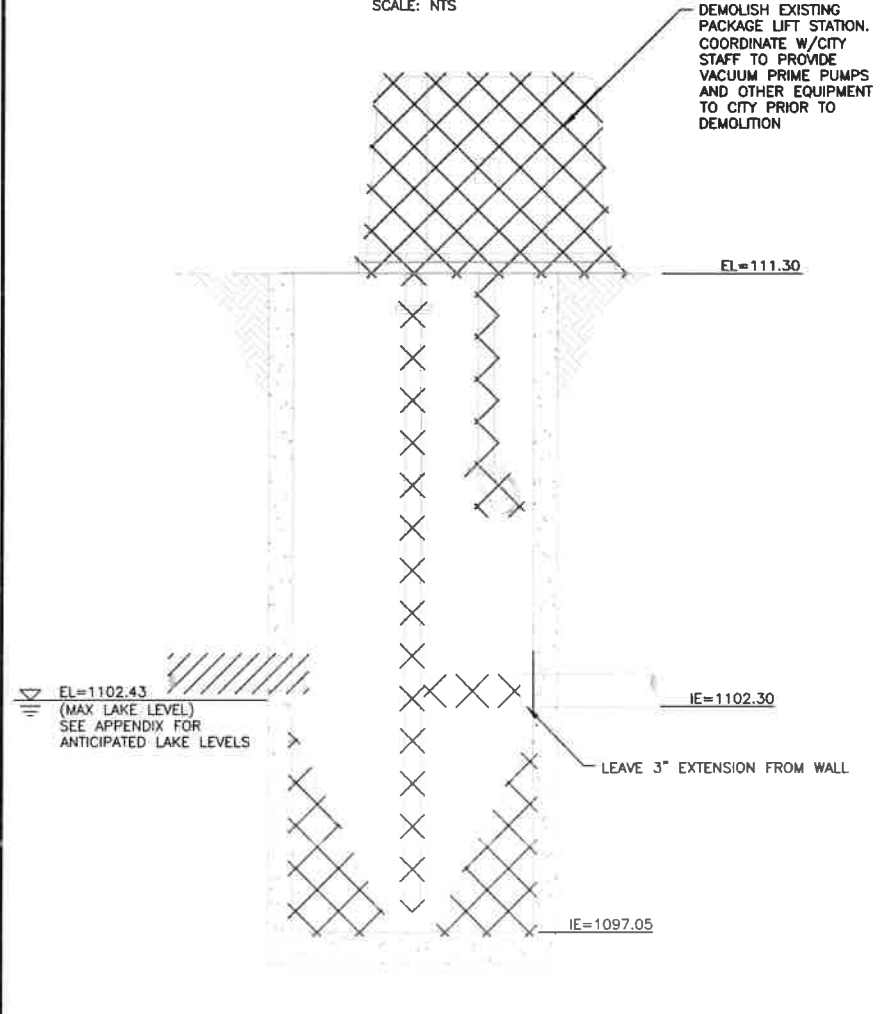 SCALE: NTS
DEMOLISH EXISTING
PACKAGE LIFT STATION.
COORDINATE W/CITY
STAFF TO PROVIDE
VACUUM PRIME PUMPS
AND OTHER EQUIPMENT
TO CITY PRIOR TO
DEMOLITION
EL=111.30
EL=1102.43
(MAX LAKE LEVEL)
SEE APPENDIX FOR
ANTICIPATED LAKE LEVELS
IE=1102.30
LEAVE 3" EXTENSION FROM WALL
IE=1097.05